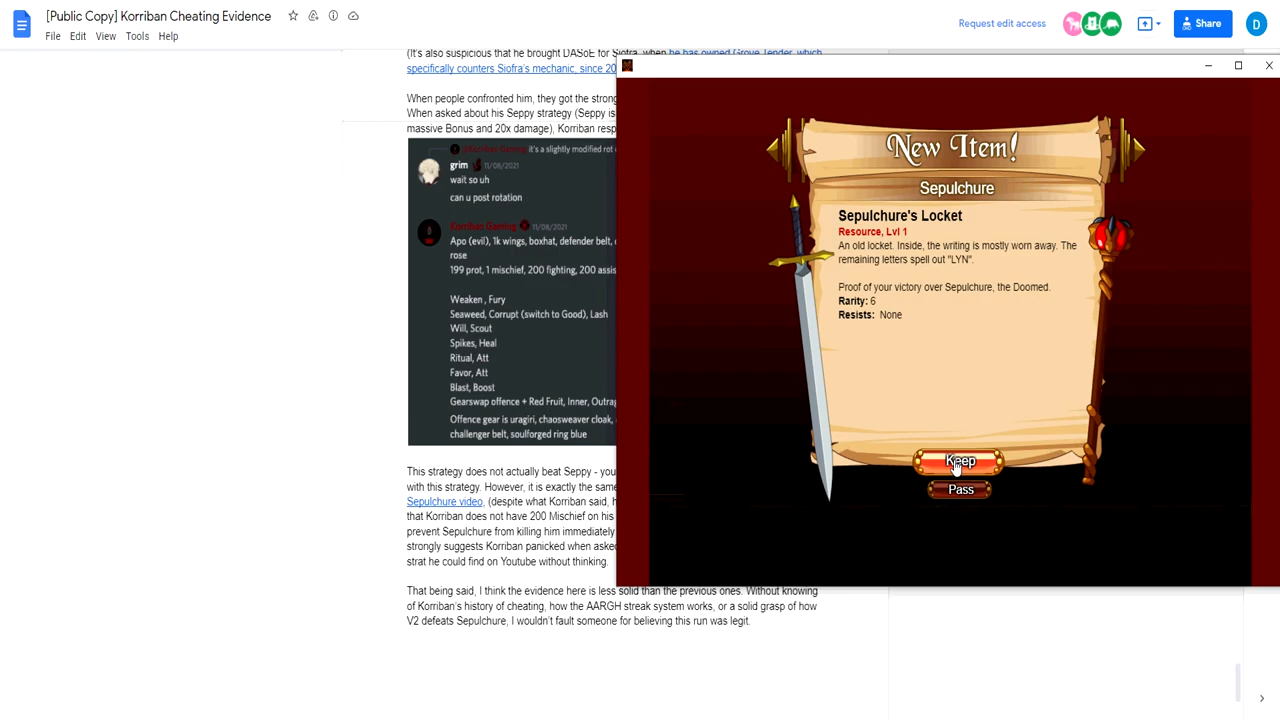 [Public Copy] Korriban Cheating Evidence
File Edit View Tools Help
Request edit access
Share
D
(It's also suspicious that he brought DASoE for Siofra, when he has owned Grove Tender, which
specifically counters Siofra's mechanic, since 20
When people confronted him, they got the strong
When asked about his Seppy strategy (Seppy is
massive Bonus and 20x damage), Korriban resp
@Korriban Gaming it's a slightly modified rot
grim 11/08/2021
wait so uh
can u post rotation
Korriban Gaming 11/08/2021
Apo (evil), 1k wings, boxhat, defender belt,
rose
199 prot, 1 mischief, 200 fighting, 200 assis
Weaken , Fury
Seaweed, Corrupt (switch to Good), Lash
Will, Scout
Spikes, Heal
Ritual, Att
Favor, Att
Blast, Boost
Gearswap offence + Red Fruit, Inner, Outra
Offence gear is uragiri, chaosweaver cloak,
challenger belt, soulforged ring blue
This strategy does not actually beat Seppy - you
with this strategy. However, it is exactly the same
Sepulchure video, (despite what Korriban said, h
that Korriban does not have 200 Mischief on his
prevent Sepulchure from killing him immediately
strongly suggests Korriban panicked when asked
strat he could find on Youtube without thinking.
That being said, I think the evidence here is less solid than the previous ones. Without knowing
of Korriban's history of cheating, how the AARGH streak system works, or a solid grasp of how
V2 defeats Sepulchure, I wouldn't fault someone for believing this run was legit.
New Item!
Sepulchure
Sepulchure's Locket
Resource, Lvl 1
An old locket. Inside, the writing is mostly worn away. The
remaining letters spell out "LYN".
Proof of your victory over Sepulchure, the Doomed.
Rarity: 6
Resists: None
Keep
Pass